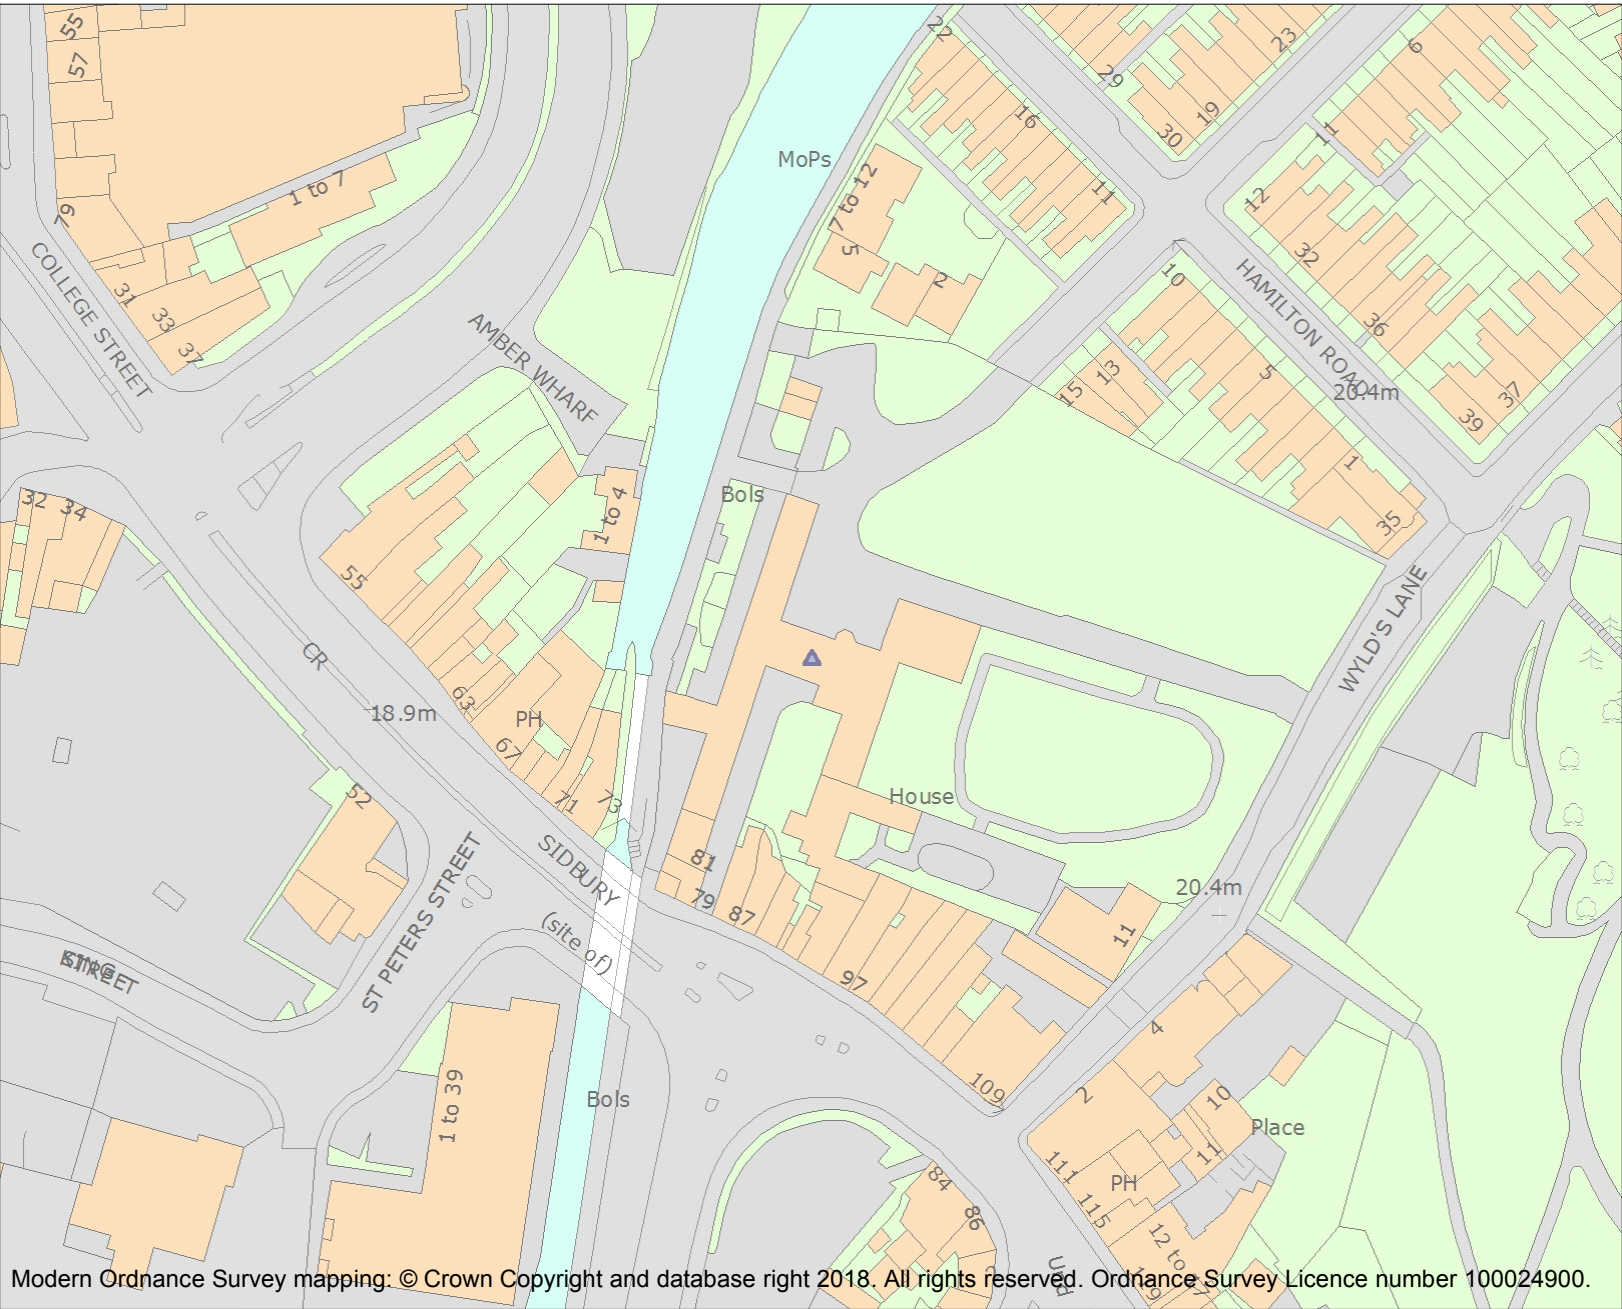 55
57
79
1 to 7
COLLEGE STREET
31
33
37
AMBER WHARF
MoPs
22
29
23
19
30
16
11
6
11
12
7 to 12
5
2
32
36
HAMILTON ROAD
20.4m
10
5
1
35
39
37
15
13
Bols
1 to 4
32
34
55
CR
18.9m
63
PH
67
71
73
WYLD'S LANE
House
52
SIDBURY
(site of)
81
79
87
97
20.4m
11
ST PETERS STREET
KING STREET
STREET
1 to 39
Bols
109
4
2
10
11
Place
111
PH
115
119
12 to 17
84
86
2
Und
Modern Ordnance Survey mapping: © Crown Copyright and database right 2018. All rights reserved. Ordnance Survey Licence number 100024900.